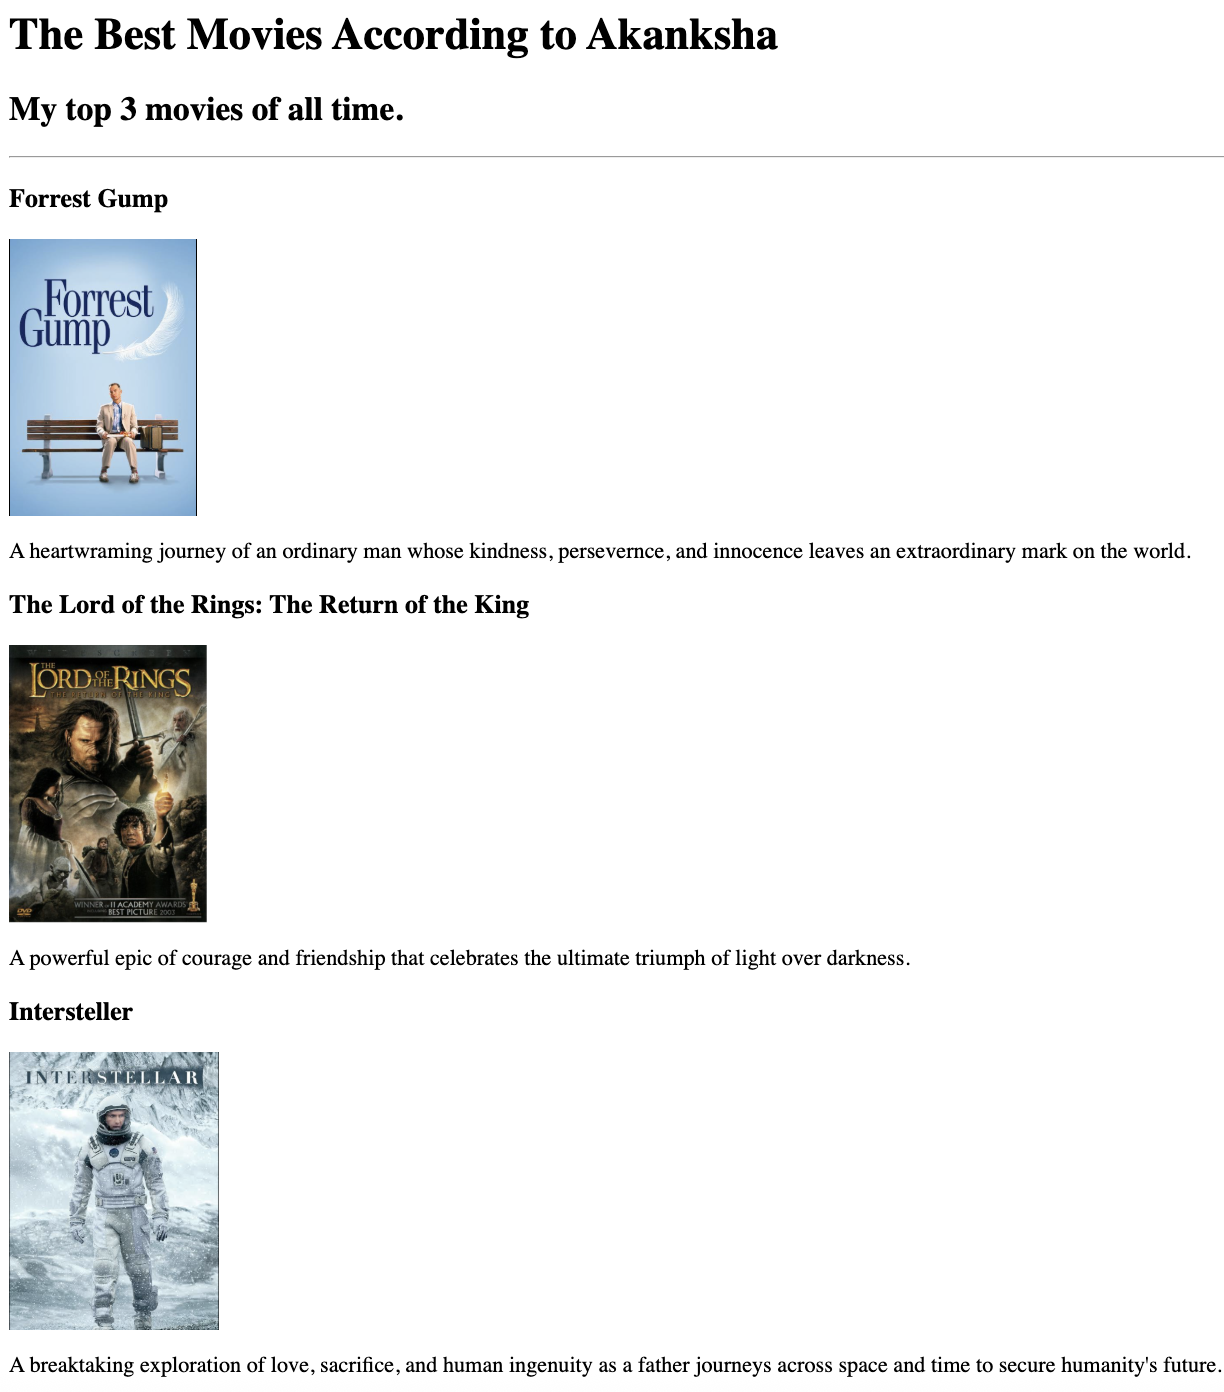 The Best Movies According to Akanksha
My top 3 movies of all time.
Forrest Gump
Forrest
Gump
A heartwraming journey of an ordinary man whose kindness, persevernce, and innocence leaves an extraordinary mark on the world.
The Lord of the Rings: The Return of the King
WIDESCREEN
THE LORD OF THE RINGS
THE RETURN OF THE KING
WINNER OF 11 ACADEMY AWARDS
BEST PICTURE 2003
DVD
A powerful epic of courage and friendship that celebrates the ultimate triumph of light over darkness.
Intersteller
INTERSTELLAR
A breaktaking exploration of love, sacrifice, and human ingenuity as a father journeys across space and time to secure humanity's future.